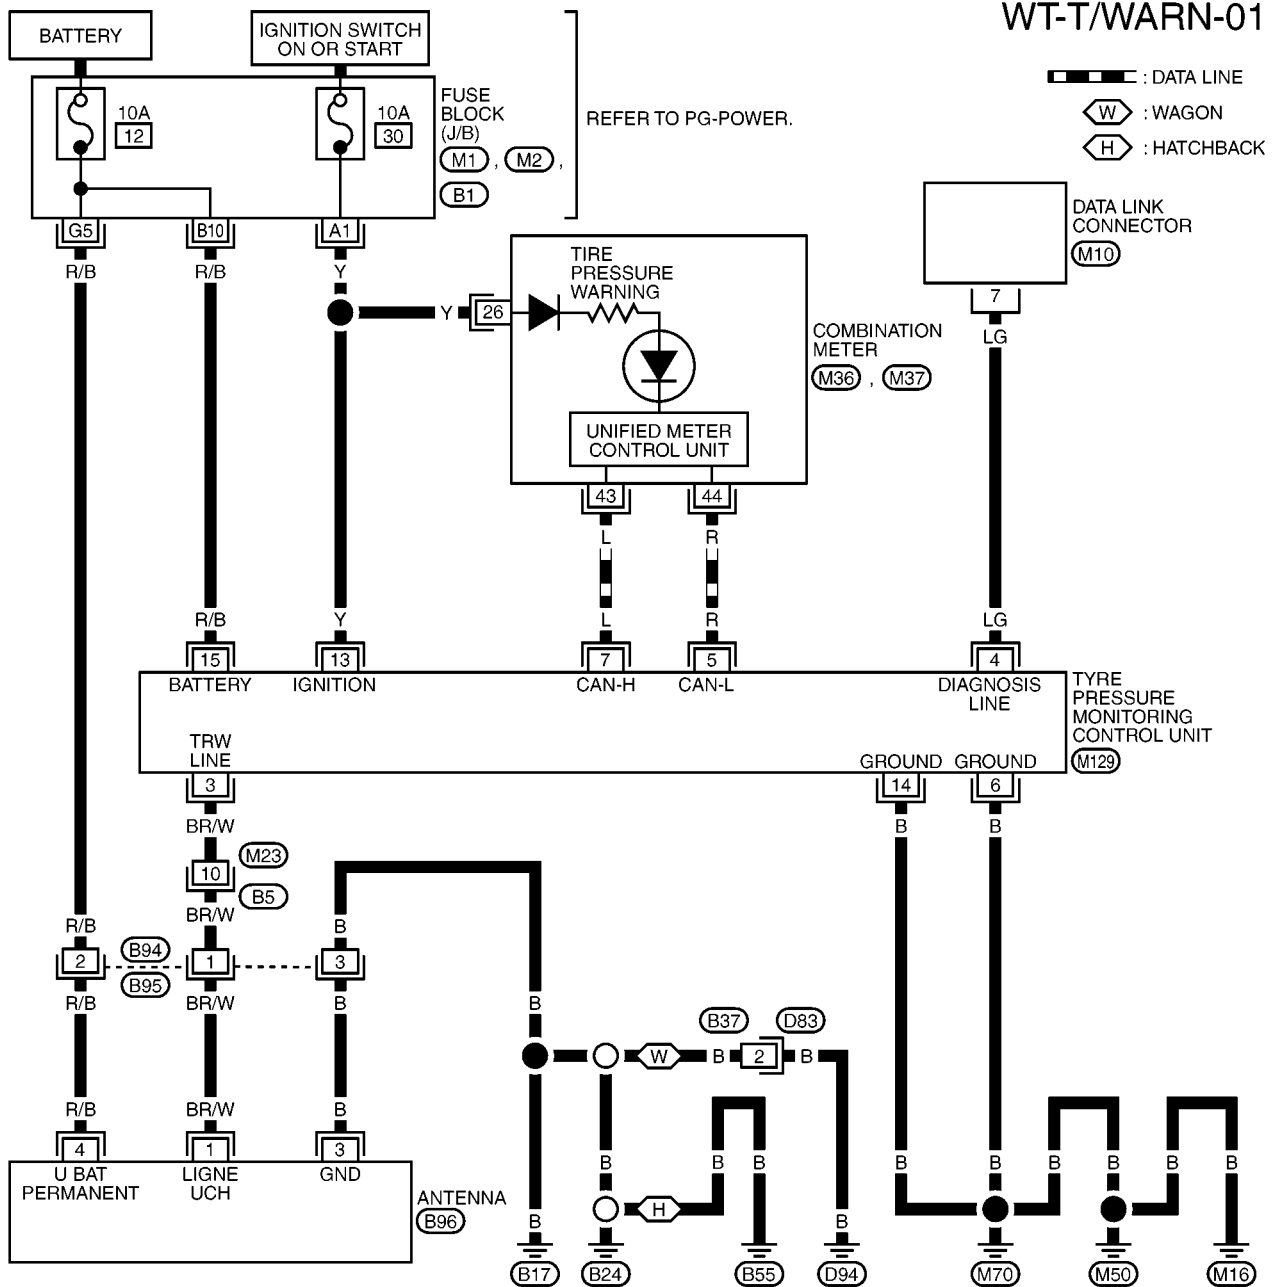 WT-T/WARN-01
BATTERY
IGNITION SWITCH
ON OR START
: DATA LINE
W : WAGON
H : HATCHBACK
10A
12
10A
30
FUSE
BLOCK
(J/B)
M1 , M2 ,
B1
REFER TO PG-POWER.
G5
B10
A1
R/B
R/B
Y
DATA LINK
CONNECTOR
M10
7
LG
TIRE
PRESSURE
WARNING
Y
26
COMBINATION
METER
M36 , M37
UNIFIED METER
CONTROL UNIT
43
44
L
R
R/B
Y
L
R
LG
15
13
7
5
4
BATTERY
IGNITION
CAN-H
CAN-L
DIAGNOSIS
LINE
TYRE
PRESSURE
MONITORING
CONTROL UNIT
M129
TRW
LINE
GROUND
GROUND
3
14
6
BR/W
B
B
M23
10
B5
BR/W
R/B
B
2
B94
B95
1
3
R/B
BR/W
B
B
B37
D83
W
B
2
B
R/B
BR/W
B
4
1
3
U BAT
PERMANENT
LIGNE
UCH
GND
ANTENNA
B96
B
B
B
B
B
B
B
B
B
H
B
B
B17
B24
B55
D94
M70
M50
M16